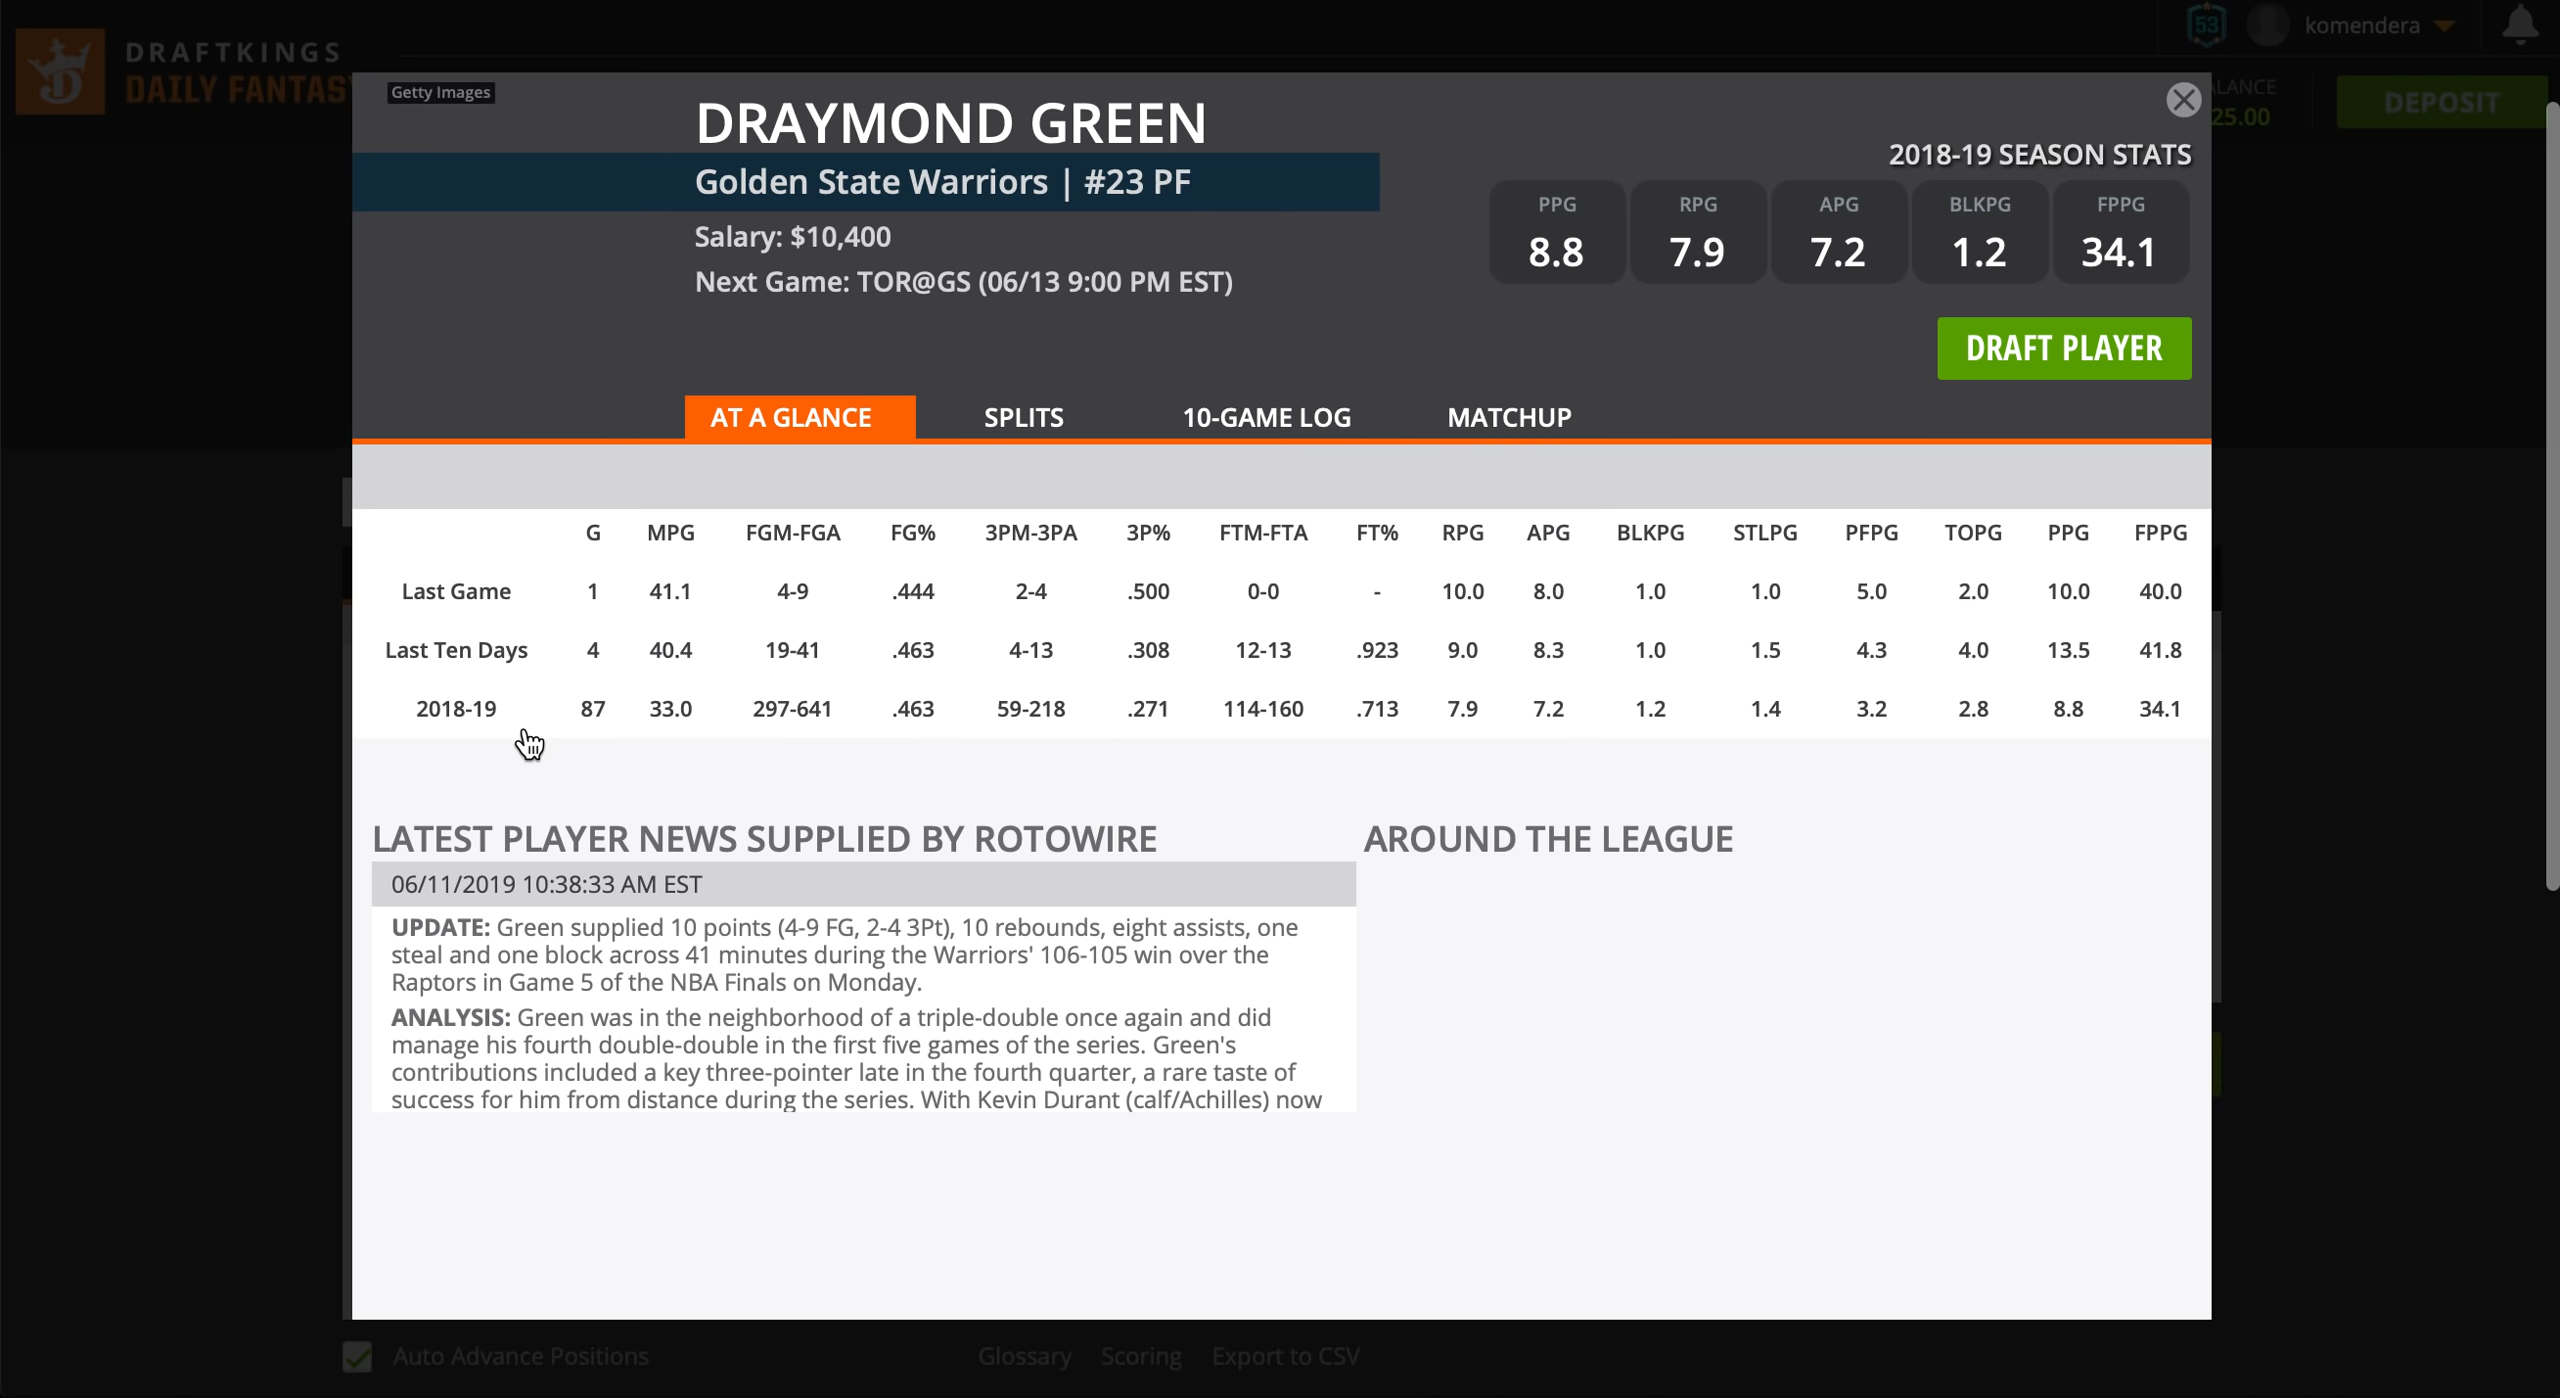 DRAFTKINGS
DAILY FANTAS
53
komendera
Getty Images
DRAYMOND GREEN
Golden State Warriors | #23 PF
Salary: $10,400
Next Game: TOR@GS (06/13 9:00 PM EST)
LANCE
25.00
DEPOSIT
2018-19 SEASON STATS
PPG RPG APG BLKPG FPPG
8.8 7.9 7.2 1.2 34.1
DRAFT PLAYER
AT A GLANCE SPLITS 10-GAME LOG MATCHUP
G MPG FGM-FGA FG% 3PM-3PA 3P% FTM-FTA FT% RPG APG BLKPG STLPG PFPG TOPG PPG FPPG
Last Game 1 41.1 4-9 .444 2-4 .500 0-0 - 10.0 8.0 1.0 1.0 5.0 2.0 10.0 40.0
Last Ten Days 4 40.4 19-41 .463 4-13 .308 12-13 .923 9.0 8.3 1.0 1.5 4.3 4.0 13.5 41.8
2018-19 87 33.0 297-641 .463 59-218 .271 114-160 .713 7.9 7.2 1.2 1.4 3.2 2.8 8.8 34.1
LATEST PLAYER NEWS SUPPLIED BY ROTOWIRE
06/11/2019 10:38:33 AM EST
UPDATE: Green supplied 10 points (4-9 FG, 2-4 3Pt), 10 rebounds, eight assists, one
steal and one block across 41 minutes during the Warriors' 106-105 win over the
Raptors in Game 5 of the NBA Finals on Monday.
ANALYSIS: Green was in the neighborhood of a triple-double once again and did
manage his fourth double-double in the first five games of the series. Green's
contributions included a key three-pointer late in the fourth quarter, a rare taste of
success for him from distance during the series. With Kevin Durant (calf/Achilles) now
AROUND THE LEAGUE
Auto Advance Positions
Glossary Scoring Export to CSV